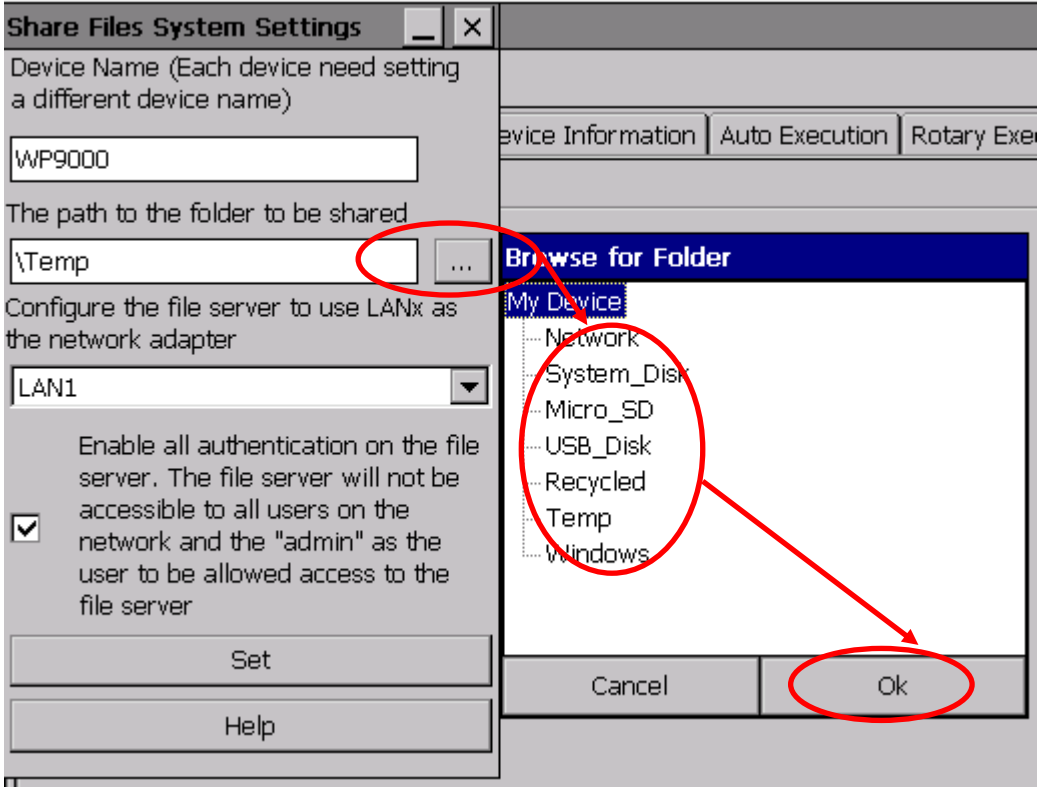 Share Files System Settings
Device Name (Each device need setting
a different device name)
WP9000
The path to the folder to be shared
\Temp
...
Configure the file server to use LANx as
the network adapter
LAN1
Enable all authentication on the file
server. The file server will not be
accessible to all users on the
network and the "admin" as the
user to be allowed access to the
file server
Set
Help
evice Information
Auto Execution
Rotary Exe
Browse for Folder
My Device
Network
System_Disk
Micro_SD
USB_Disk
Recycled
Temp
Windows
Cancel
Ok